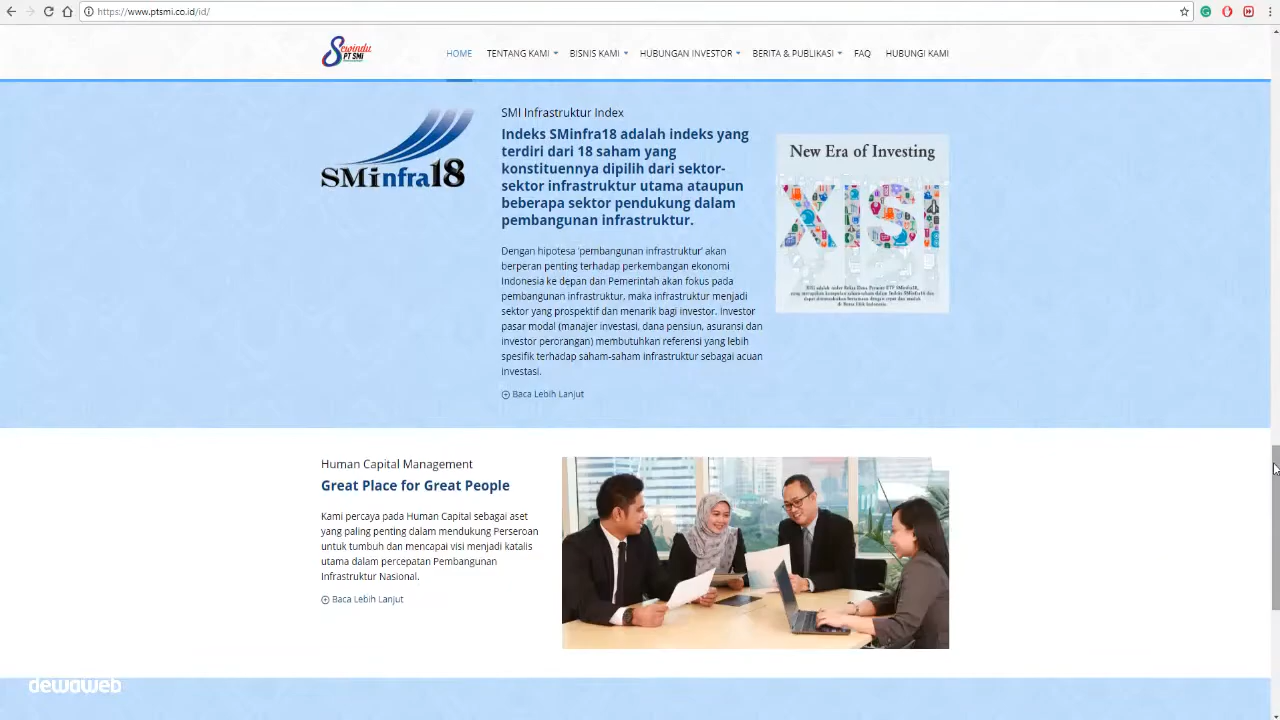 https://www.ptsmi.co.id/id/
Sewindu
PT SMI
HOME
TENTANG KAMI
BISNIS KAMI
HUBUNGAN INVESTOR
BERITA & PUBLIKASI
FAQ
HUBUNGI KAMI
SMinfra18
SMI Infrastruktur Index
Indeks SMinfra18 adalah indeks yang
terdiri dari 18 saham yang
konstituennya dipilih dari sektor-
sektor infrastruktur utama ataupun
beberapa sektor pendukung dalam
pembangunan infrastruktur.
Dengan hipotesa 'pembangunan infrastruktur' akan
berperan penting terhadap perkembangan ekonomi
Indonesia ke depan dan Pemerintah akan fokus pada
pembangunan infrastruktur, maka infrastruktur menjadi
sektor yang prospektif dan menarik bagi investor. Investor
pasar modal (manajer investasi, dana pensiun, asuransi dan
investor perorangan) membutuhkan referensi yang lebih
spesifik terhadap saham-saham infrastruktur sebagai acuan
investasi.
Baca Lebih Lanjut
New Era of Investing
XISI
Human Capital Management
Great Place for Great People
Kami percaya pada Human Capital sebagai aset
yang paling penting dalam mendukung Perseroan
untuk tumbuh dan mencapai visi menjadi katalis
utama dalam percepatan Pembangunan
Infrastruktur Nasional.
Baca Lebih Lanjut
dewaweb